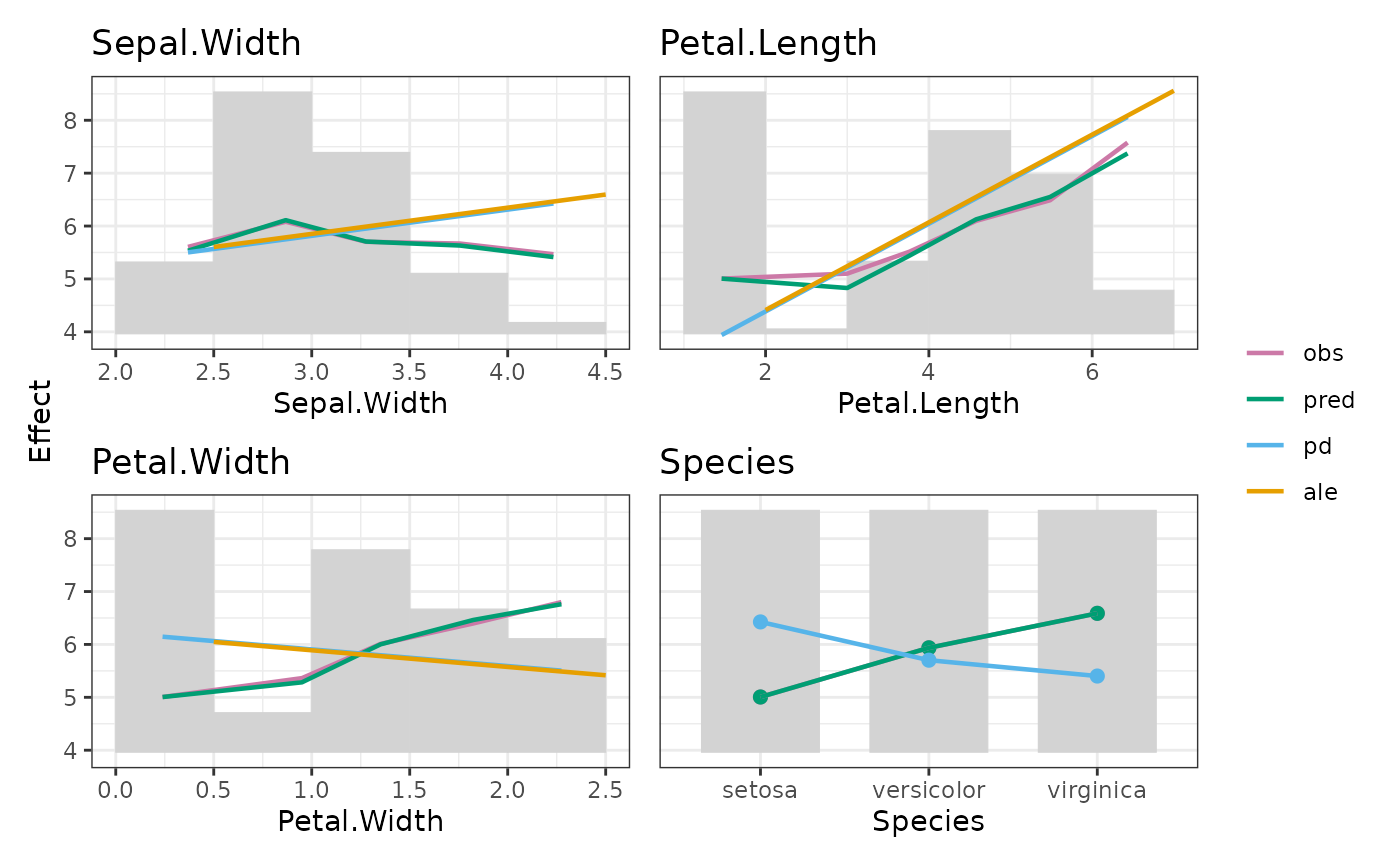 Sepal.Width
8
7
6
5
4
2.0 2.5 3.0 3.5 4.0 4.5
Sepal.Width
Petal.Length
2 4 6
Petal.Length
Effect
Petal.Width
8
7
6
5
4
0.0 0.5 1.0 1.5 2.0 2.5
Petal.Width
Species
setosa versicolor virginica
Species
obs
pred
pd
ale